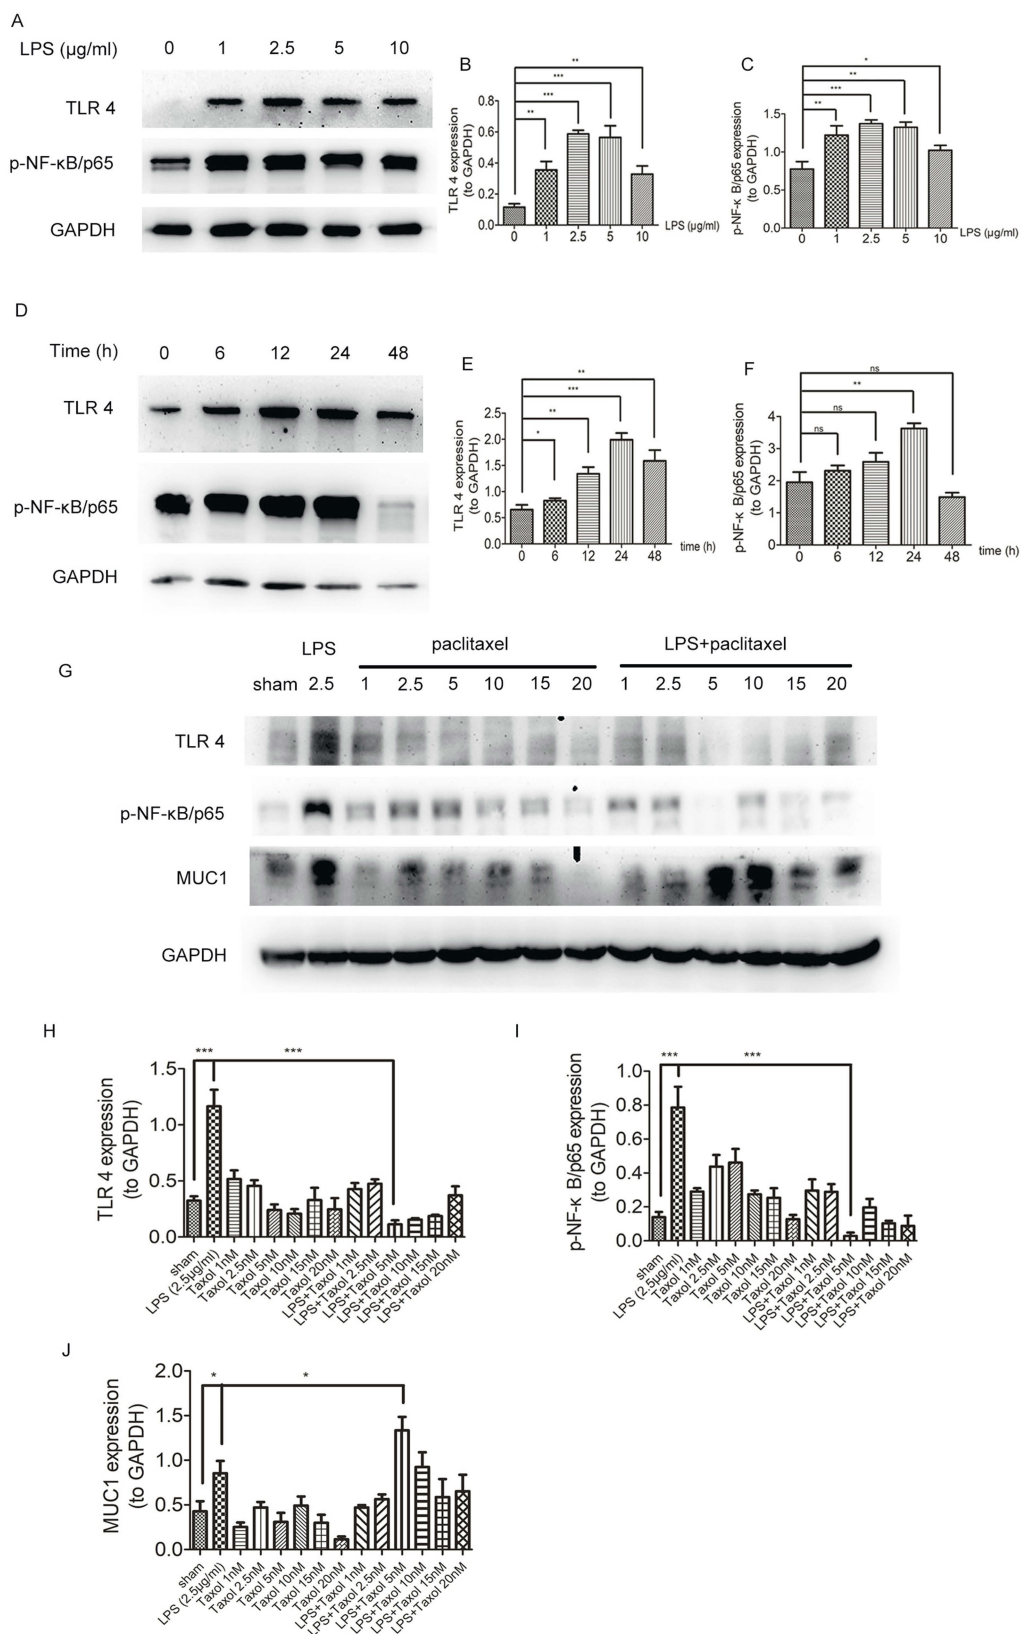 A
LPS (µg/ml) 0 1 2.5 5 10
TLR 4
p-NF-κB/p65
GAPDH
B
TLR 4 expression
(to GAPDH)
0.8
0.6
0.4
0.2
0.0
** *** *** **
0 1 2.5 5 10
LPS (µg/ml)
C
p-NF-κ B/p65 expression
(to GAPDH)
1.5
1.0
0.5
0.0
* ** *** **
0 1 2.5 5 10
LPS (µg/ml)
D
Time (h) 0 6 12 24 48
TLR 4
p-NF-κB/p65
GAPDH
E
TLR 4 expression
(to GAPDH)
2.5
2.0
1.5
1.0
0.5
0.0
** *** ** *
0 6 12 24 48
time (h)
F
p-NF-κ B/p65 expression
(to GAPDH)
4
3
2
1
0
ns ** ns ns
0 6 12 24 48
time (h)
G
LPS paclitaxel LPS+paclitaxel
sham 2.5 1 2.5 5 10 15 20 1 2.5 5 10 15 20
TLR 4
p-NF-κB/p65
MUC1
GAPDH
H
TLR 4 expression
(to GAPDH)
1.5
1.0
0.5
0.0
*** ***
sham
LPS (2.5µg/ml)
Taxol 1nM
Taxol 2.5nM
Taxol 5nM
Taxol 10nM
Taxol 15nM
Taxol 20nM
LPS+Taxol 1nM
LPS+Taxol 2.5nM
LPS+Taxol 5nM
LPS+Taxol 10nM
LPS+Taxol 15nM
LPS+Taxol 20nM
I
p-NF-κ B/p65 expression
(to GAPDH)
1.0
0.8
0.6
0.4
0.2
0.0
*** ***
sham
LPS (2.5µg/ml)
Taxol 1nM
Taxol 2.5nM
Taxol 5nM
Taxol 10nM
Taxol 15nM
Taxol 20nM
LPS+Taxol 1nM
LPS+Taxol 2.5nM
LPS+Taxol 5nM
LPS+Taxol 10nM
LPS+Taxol 15nM
LPS+Taxol 20nM
J
MUC1 expression
(to GAPDH)
2.0
1.5
1.0
0.5
0.0
* *
sham
LPS (2.5µg/ml)
Taxol 1nM
Taxol 2.5nM
Taxol 5nM
Taxol 10nM
Taxol 15nM
Taxol 20nM
LPS+Taxol 1nM
LPS+Taxol 2.5nM
LPS+Taxol 5nM
LPS+Taxol 10nM
LPS+Taxol 15nM
LPS+Taxol 20nM